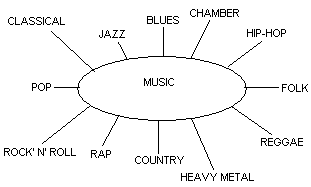 CLASSICAL
JAZZ
BLUES
CHAMBER
HIP-HOP
POP
MUSIC
FOLK
ROCK' N' ROLL
RAP
COUNTRY
HEAVY METAL
REGGAE